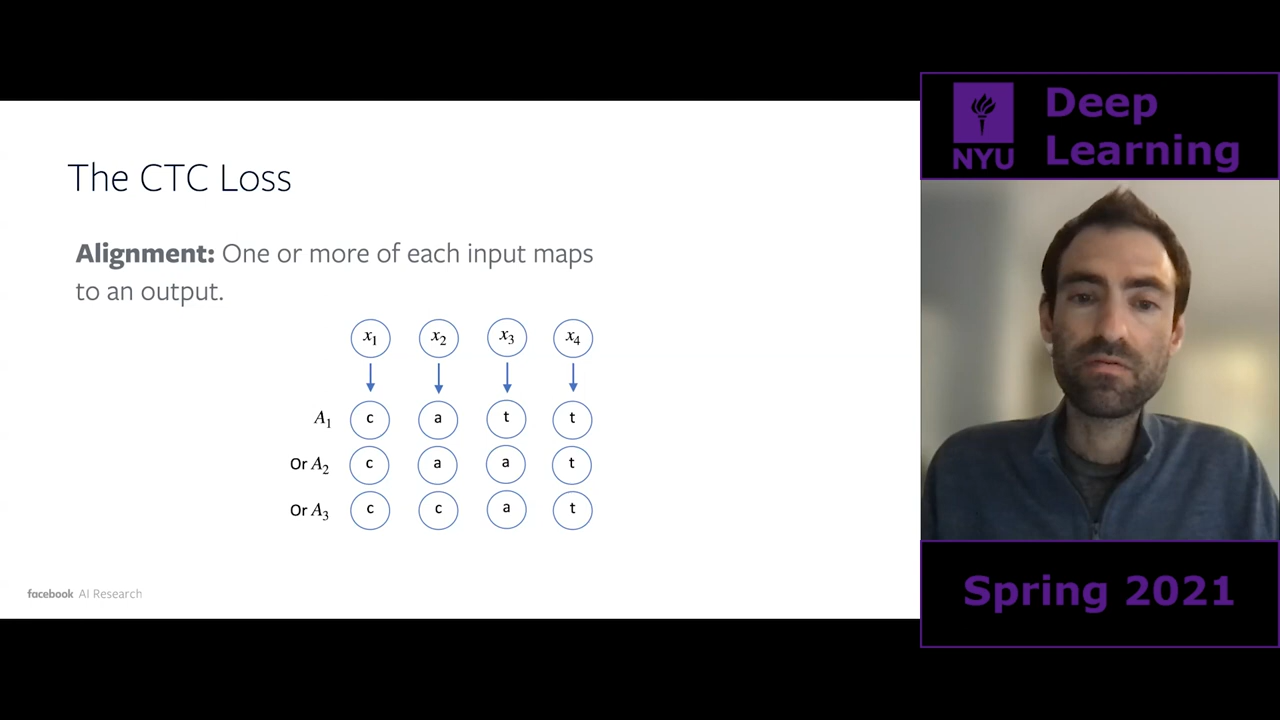 The CTC Loss
Alignment: One or more of each input maps
to an output.
x₁ x₂ x₃ x₄
A₁ c a t t
Or A₂ c a a t
Or A₃ c c a t
facebook AI Research
NYU
Deep
Learning
Spring 2021